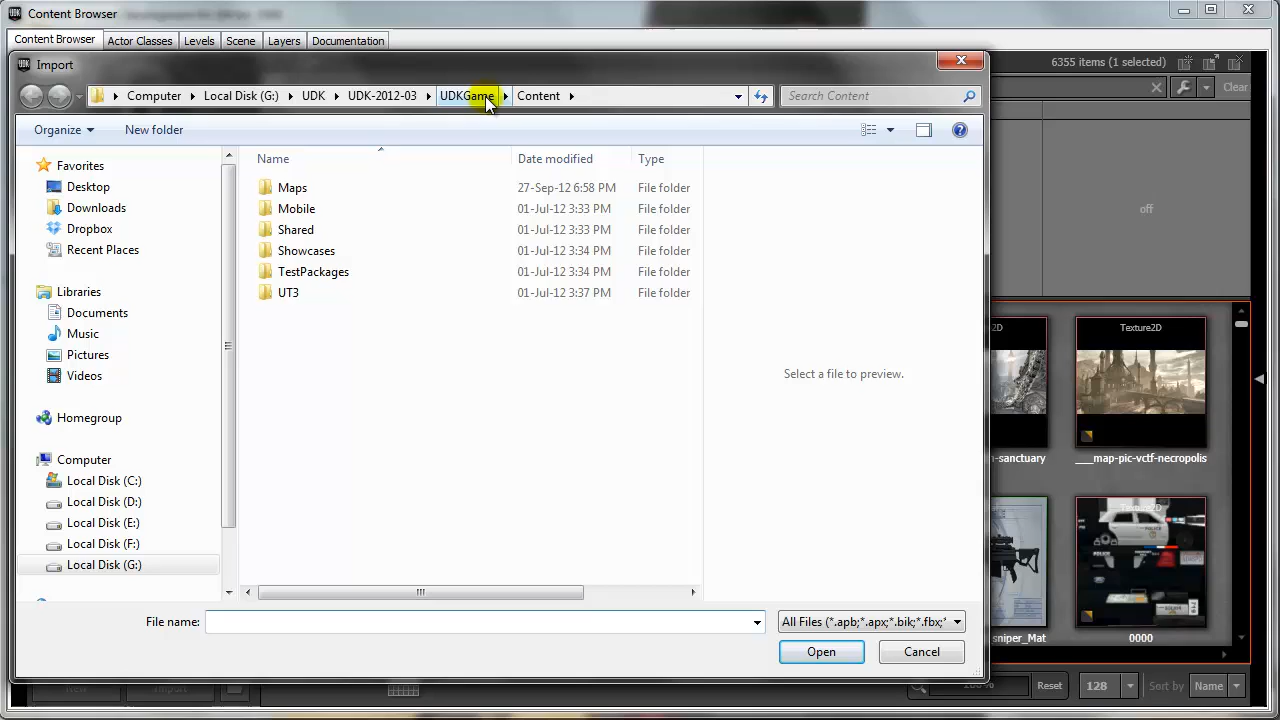 Content Browser
Content Browser Actor Classes Levels Scene Layers Documentation
Import
6355 items (1 selected)
Computer Local Disk (G:) UDK UDK-2012-03 UDKGame Content Search Content Clear
Organize New folder
Name Date modified Type
Favorites
Desktop
Downloads
Dropbox
Recent Places
Libraries
Documents
Music
Pictures
Videos
Homegroup
Computer
Local Disk (C:)
Local Disk (D:)
Local Disk (E:)
Local Disk (F:)
Local Disk (G:)
Maps 27-Sep-12 6:58 PM File folder
Mobile 01-Jul-12 3:33 PM File folder
Shared 01-Jul-12 3:33 PM File folder
Showcases 01-Jul-12 3:34 PM File folder
TestPackages 01-Jul-12 3:34 PM File folder
UT3 01-Jul-12 3:37 PM File folder
Select a file to preview.
off
Texture2D
-sanctuary ___map-pic-vctf-necropolis
Texture2D
POLICE
sniper_Mat 0000
File name: All Files (*.apb;*.apx;*.bik;*.fbx;*
Open Cancel
New Import Reset 128 Sort by Name